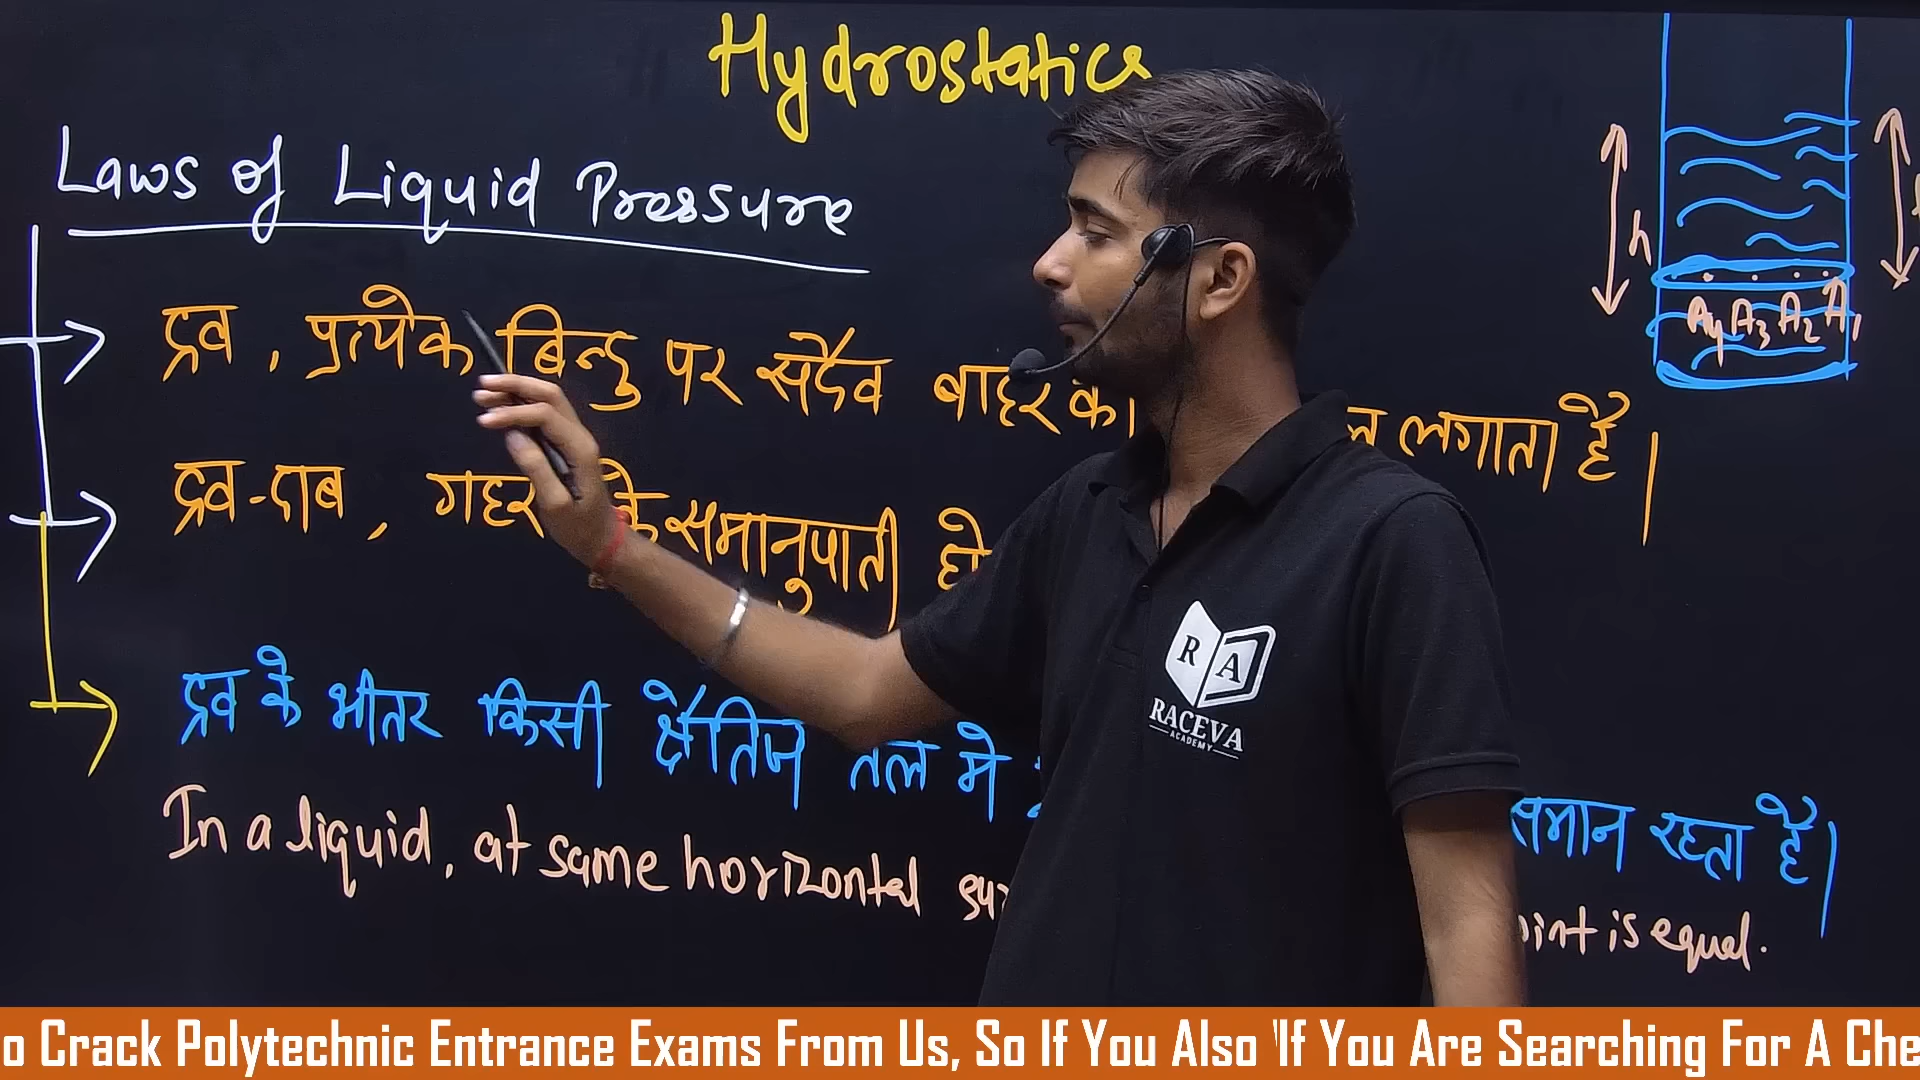 Hydrostatics
Laws of Liquid Pressure
द्रव, प्रत्येक बिन्दु पर सदैव बाहर लगाता है।
द्रव-दाब, समानुपाती
द्रव के भीतर किसी क्षैतिज तल मे समान रहता है।
In a liquid, at same horizontal is equal.
h
A4 A3 A2 A1
R A
RACEVA
ACADEMY
o Crack Polytechnic Entrance Exams From Us, So If You Also If You Are Searching For A Che